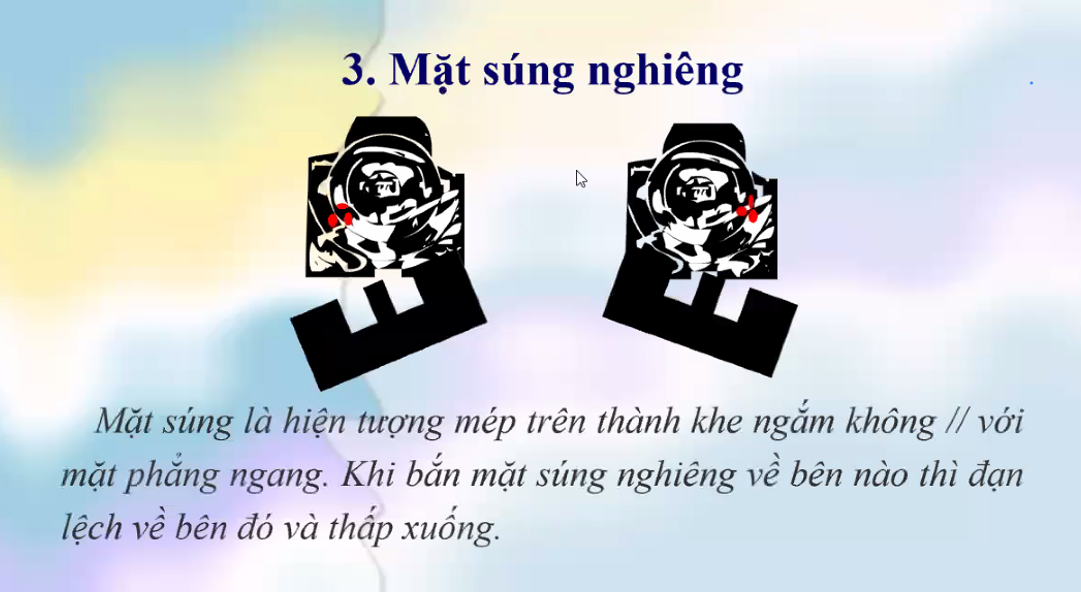 3. Mặt súng nghiêng
Mặt súng là hiện tượng mép trên thành khe ngắm không // với
mặt phẳng ngang. Khi bắn mặt súng nghiêng về bên nào thì đạn
lệch về bên đó và thấp xuống.